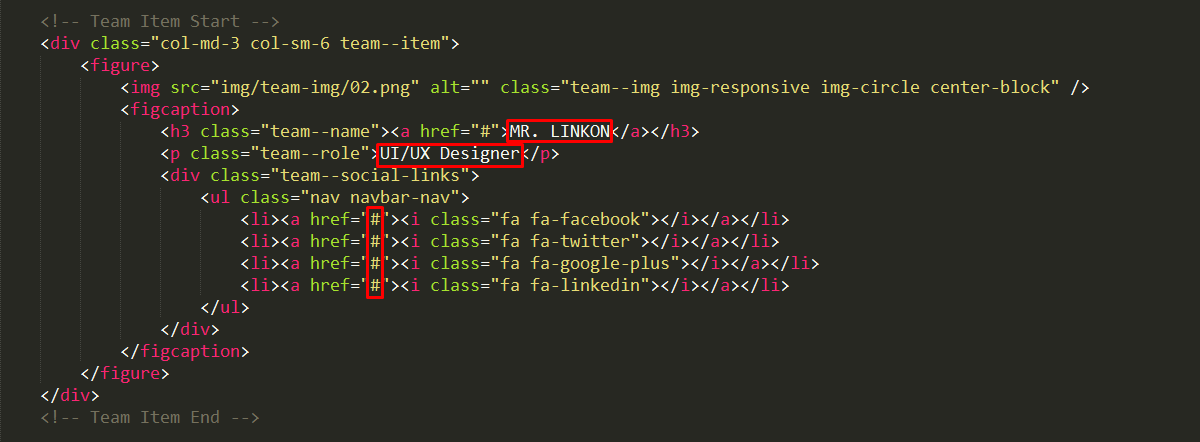 <!-- Team Item Start -->
<div class="col-md-3 col-sm-6 team--item">
<figure>
<img src="img/team-img/02.png" alt="" class="team--img img-responsive img-circle center-block" />
<figcaption>
<h3 class="team--name"><a href="#">MR. LINKON</a></h3>
<p class="team--role">UI/UX Designer</p>
<div class="team--social-links">
<ul class="nav navbar-nav">
<li><a href="#"><i class="fa fa-facebook"></i></a></li>
<li><a href="#"><i class="fa fa-twitter"></i></a></li>
<li><a href="#"><i class="fa fa-google-plus"></i></a></li>
<li><a href="#"><i class="fa fa-linkedin"></i></a></li>
</ul>
</div>
</figcaption>
</figure>
</div>
<!-- Team Item End -->